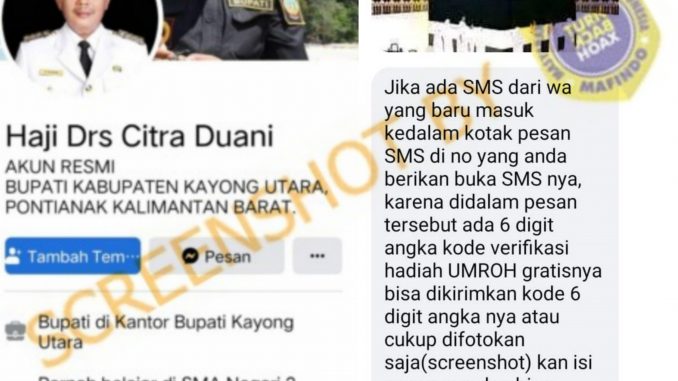 BUPATI
Haji Drs Citra Duani
AKUN RESMI
BUPATI KABUPATEN KAYONG UTARA,
PONTIANAK KALIMANTAN BARAT.
Tambah Tem...
Pesan
Bupati di Kantor Bupati Kayong
Utara
SCREENSHOT BY
TURN
BACK
HOAX
MAFINDO
Jika ada SMS dari wa
yang baru masuk
kedalam kotak pesan
SMS di no yang anda
berikan buka SMS nya,
karena didalam pesan
tersebut ada 6 digit
angka kode verifikasi
hadiah UMROH gratisnya
bisa dikirimkan kode 6
digit angka nya atau
cukup difotokan
saja(screenshot) kan isi